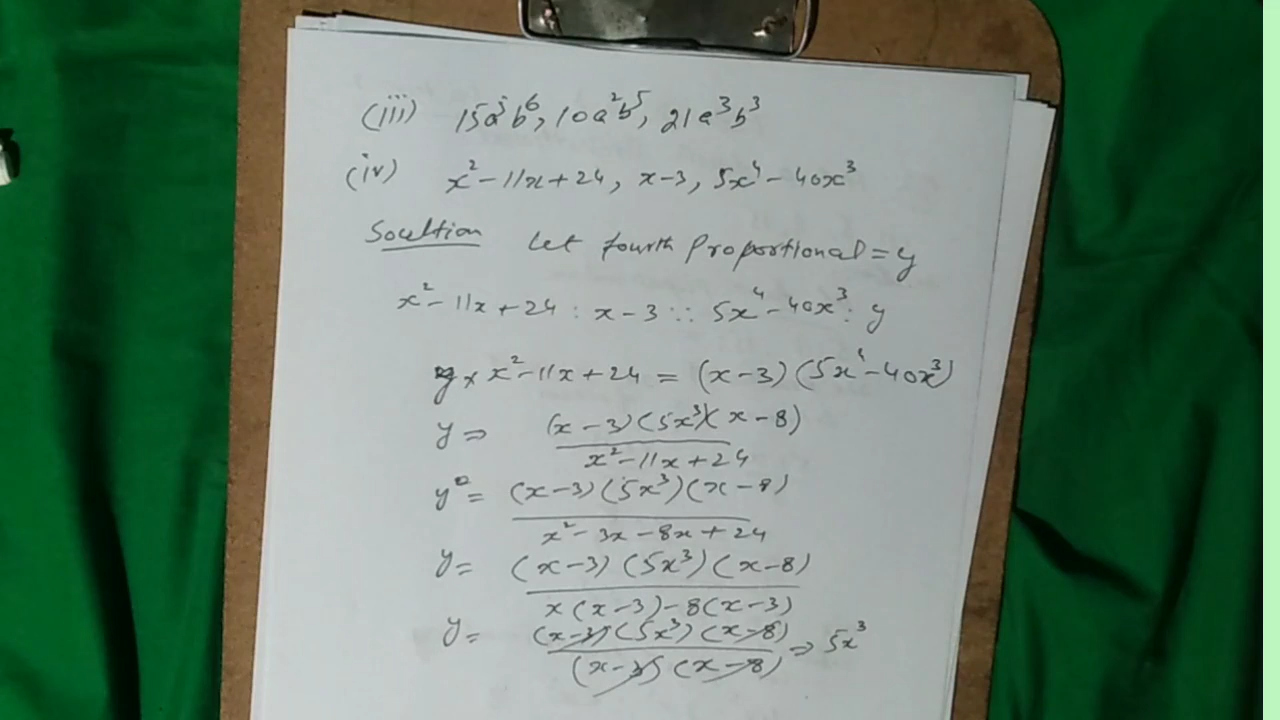 (iii) 15a³b⁶, 10a²b⁵, 21a³b³
(iv) x²-11x+24, x-3, 5x⁴-40x³
Soultion Let fourth Proportional = y
x²-11x+24 : x-3 :: 5x⁴-40x³ : y
y × x²-11x+24 = (x-3)(5x⁴-40x³)
y ⇒ (x-3)(5x³)(x-8)
x²-11x+24
y = (x-3)(5x³)(x-8)
x²-3x-8x+24
y = (x-3)(5x³)(x-8)
x(x-3)-8(x-3)
y = (x-3)(5x³)(x-8) ⇒ 5x³
(x-3)(x-8)